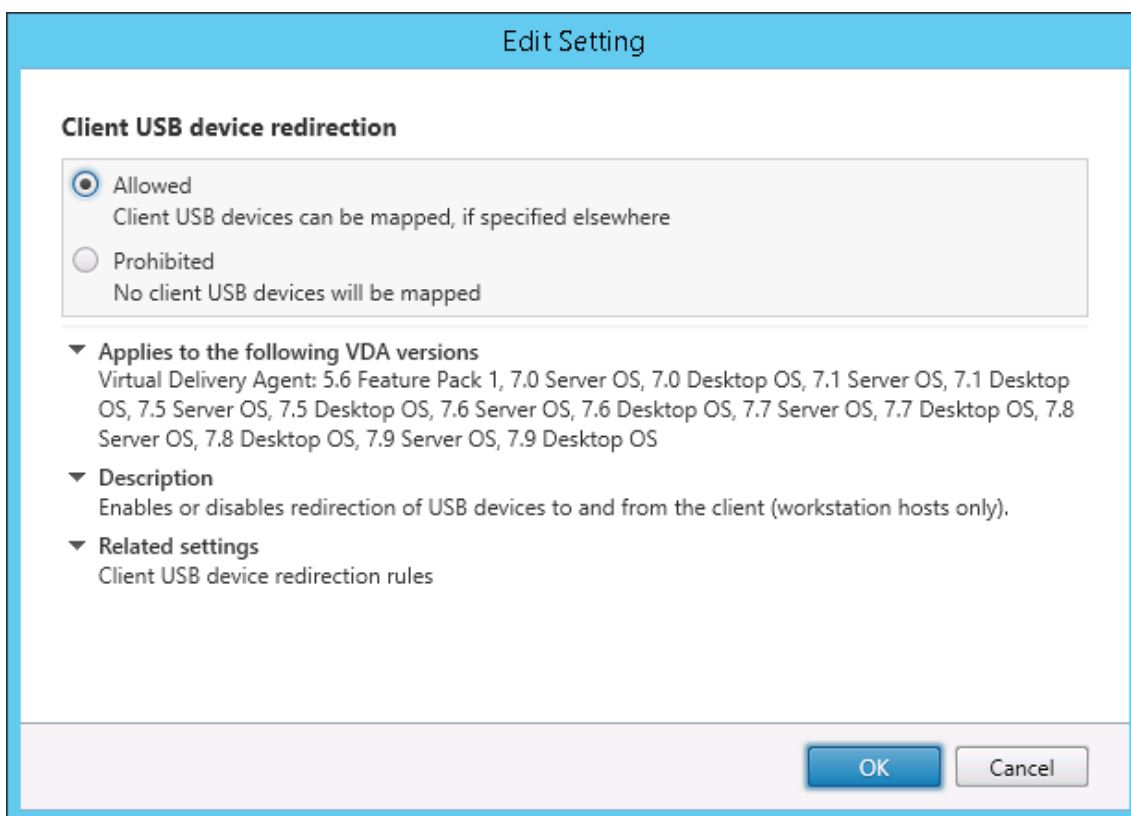 Edit Setting
Client USB device redirection
Allowed
Client USB devices can be mapped, if specified elsewhere
Prohibited
No client USB devices will be mapped
Applies to the following VDA versions
Virtual Delivery Agent: 5.6 Feature Pack 1, 7.0 Server OS, 7.0 Desktop OS, 7.1 Server OS, 7.1 Desktop
OS, 7.5 Server OS, 7.5 Desktop OS, 7.6 Server OS, 7.6 Desktop OS, 7.7 Server OS, 7.7 Desktop OS, 7.8
Server OS, 7.8 Desktop OS, 7.9 Server OS, 7.9 Desktop OS
Description
Enables or disables redirection of USB devices to and from the client (workstation hosts only).
Related settings
Client USB device redirection rules
OK
Cancel